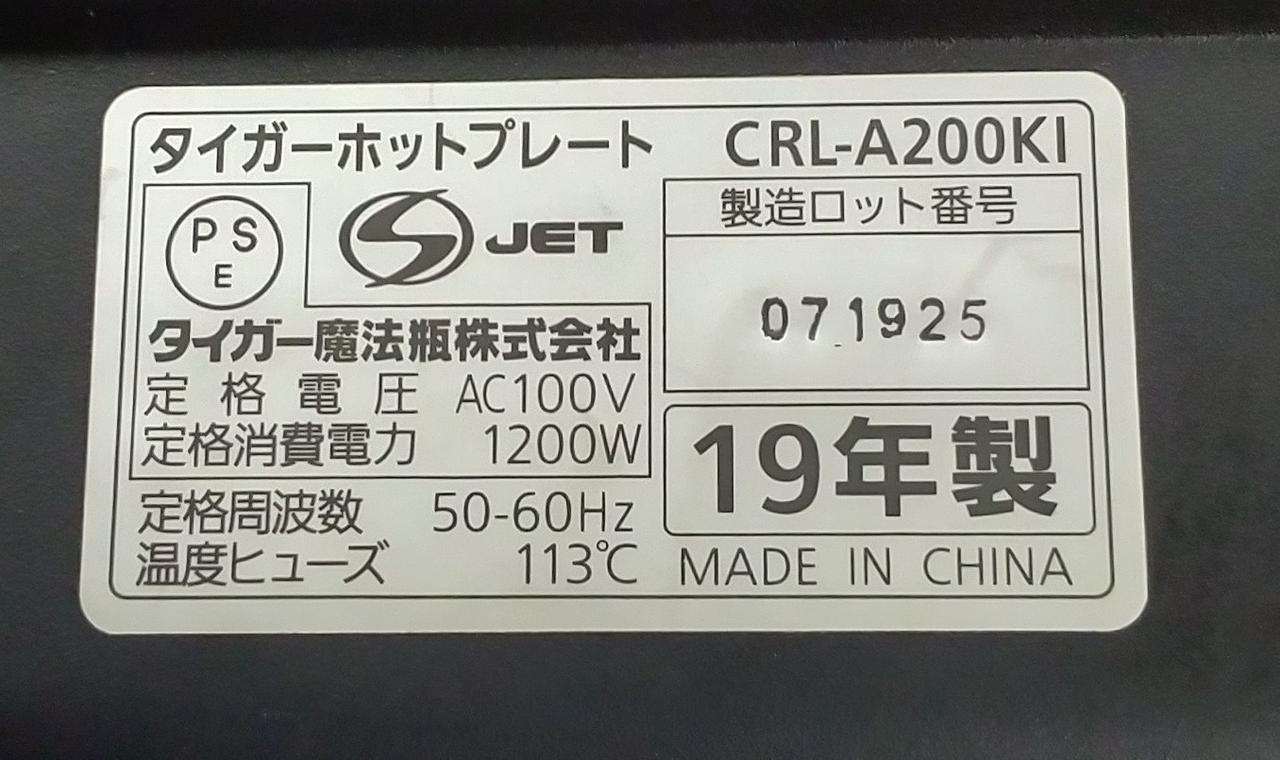 タイガーホットプレート CRL-A200KI
PS
E
JET
製造ロット番号
071925
タイガー魔法瓶株式会社
定格電圧 AC100V
定格消費電力 1200W
19年製
定格周波数 50-60Hz
温度ヒューズ 113℃
MADE IN CHINA